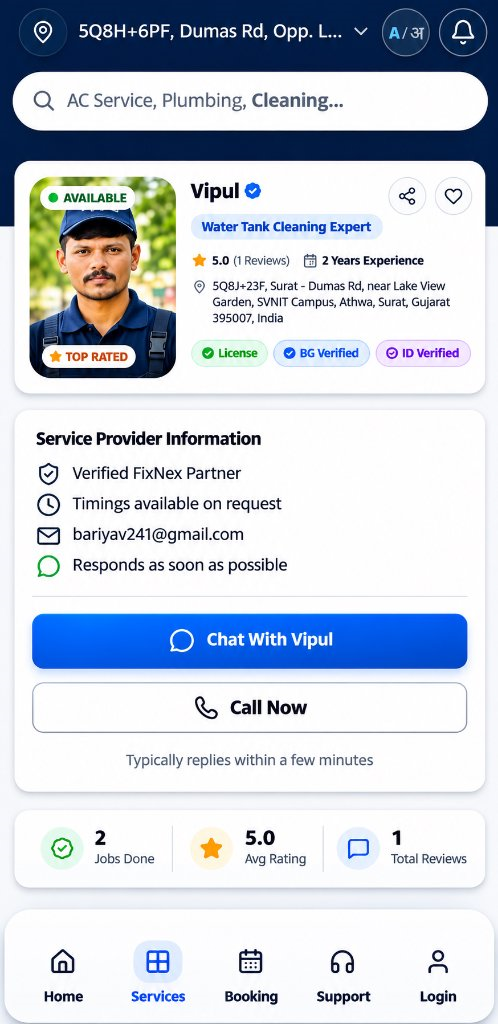 5Q8H+6PF, Dumas Rd, Opp. L...
A / अ
AC Service, Plumbing, Cleaning...
AVAILABLE
TOP RATED
Vipul
Water Tank Cleaning Expert
5.0 (1 Reviews) 2 Years Experience
5Q8J+23F, Surat - Dumas Rd, near Lake View
Garden, SVNIT Campus, Athwa, Surat, Gujarat
395007, India
License BG Verified ID Verified
Service Provider Information
Verified FixNex Partner
Timings available on request
bariyav241@gmail.com
Responds as soon as possible
Chat With Vipul
Call Now
Typically replies within a few minutes
2
Jobs Done
5.0
Avg Rating
1
Total Reviews
Home Services Booking Support Login